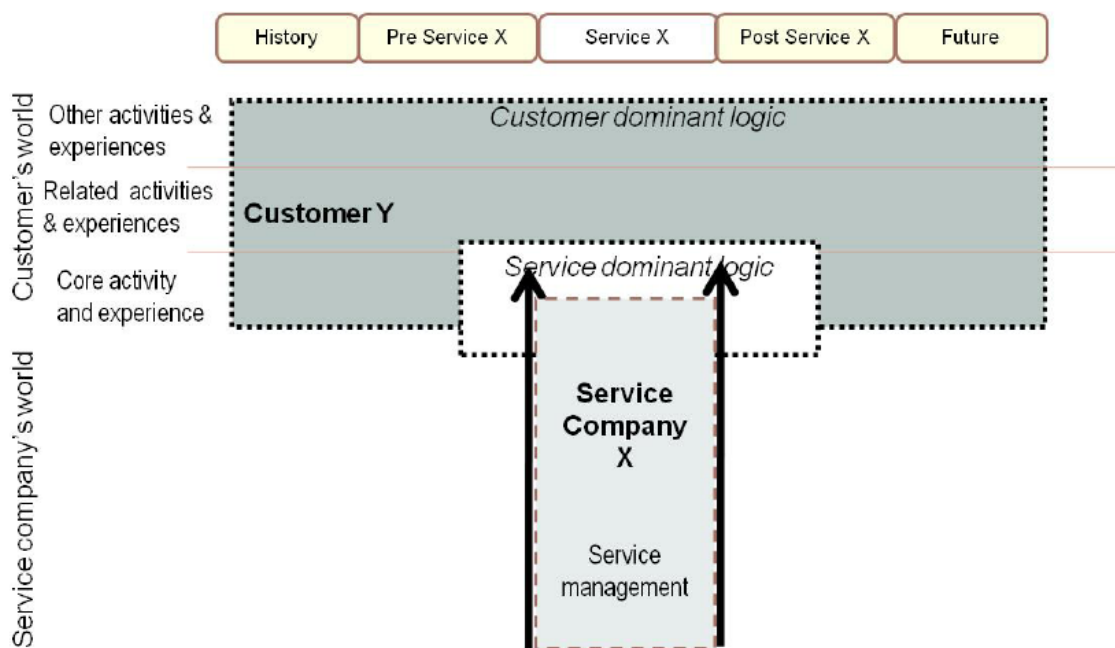 History
Pre Service X
Service X
Post Service X
Future
Customer's world
Other activities &
experiences
Customer dominant logic
Related activities
& experiences
Customer Y
Core activity
and experience
Service dominant logic
Service company's world
Service
Company
X
Service
management